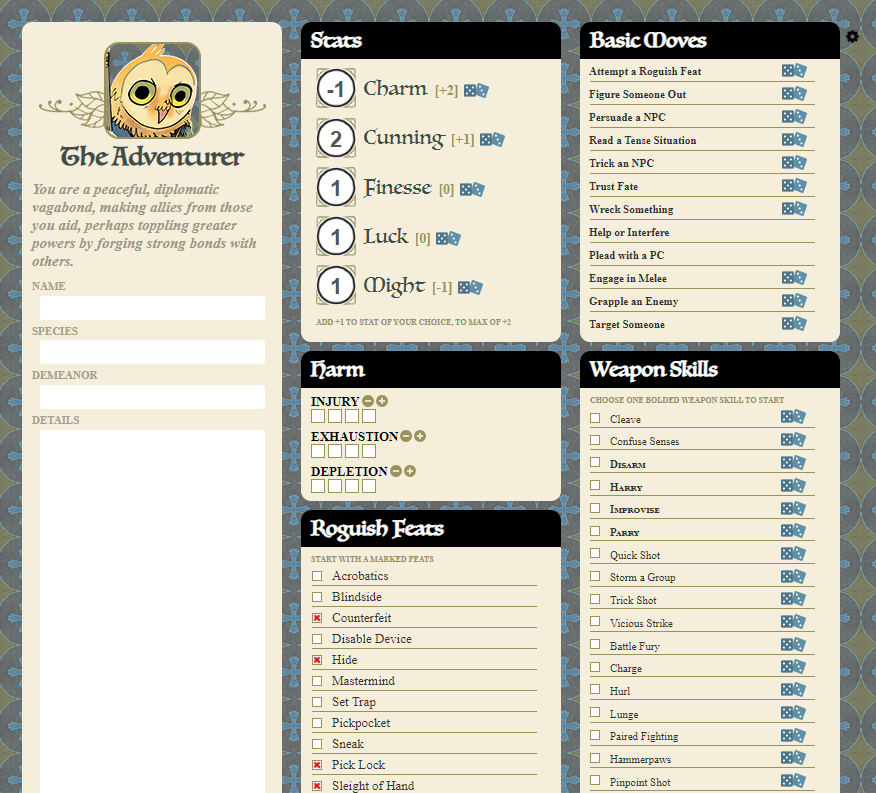 The Adventurer
You are a peaceful, diplomatic
vagabond, making allies from those
you aid, perhaps toppling greater
powers by forging strong bonds with
others.
NAME
SPECIES
DEMEANOR
DETAILS
Stats
-1 Charm [+2]
2 Cunning [+1]
1 Finesse [0]
1 Luck [0]
1 Might [-1]
ADD +1 TO STAT OF YOUR CHOICE, TO MAX OF +2
Harm
INJURY
EXHAUSTION
DEPLETION
Roguish Feats
START WITH A MARKED FEATS
Acrobatics
Blindside
Counterfeit
Disable Device
Hide
Mastermind
Set Trap
Pickpocket
Sneak
Pick Lock
Sleight of Hand
Basic Moves
Attempt a Roguish Feat
Figure Someone Out
Persuade a NPC
Read a Tense Situation
Trick an NPC
Trust Fate
Wreck Something
Help or Interfere
Plead with a PC
Engage in Melee
Grapple an Enemy
Target Someone
Weapon Skills
CHOOSE ONE BOLDED WEAPON SKILL TO START
Cleave
Confuse Senses
Disarm
Harry
Improvise
Parry
Quick Shot
Storm a Group
Trick Shot
Vicious Strike
Battle Fury
Charge
Hurl
Lunge
Paired Fighting
Hammerpaws
Pinpoint Shot